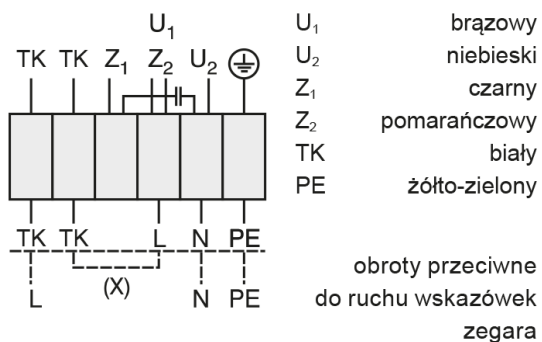 U₁
TK TK Z₁ Z₂ U₂
TK TK L N PE
(X)
L N PE
U₁ brązowy
U₂ niebieski
Z₁ czarny
Z₂ pomarańczowy
TK biały
PE żółto-zielony
obroty przeciwne
do ruchu wskazówek
zegara